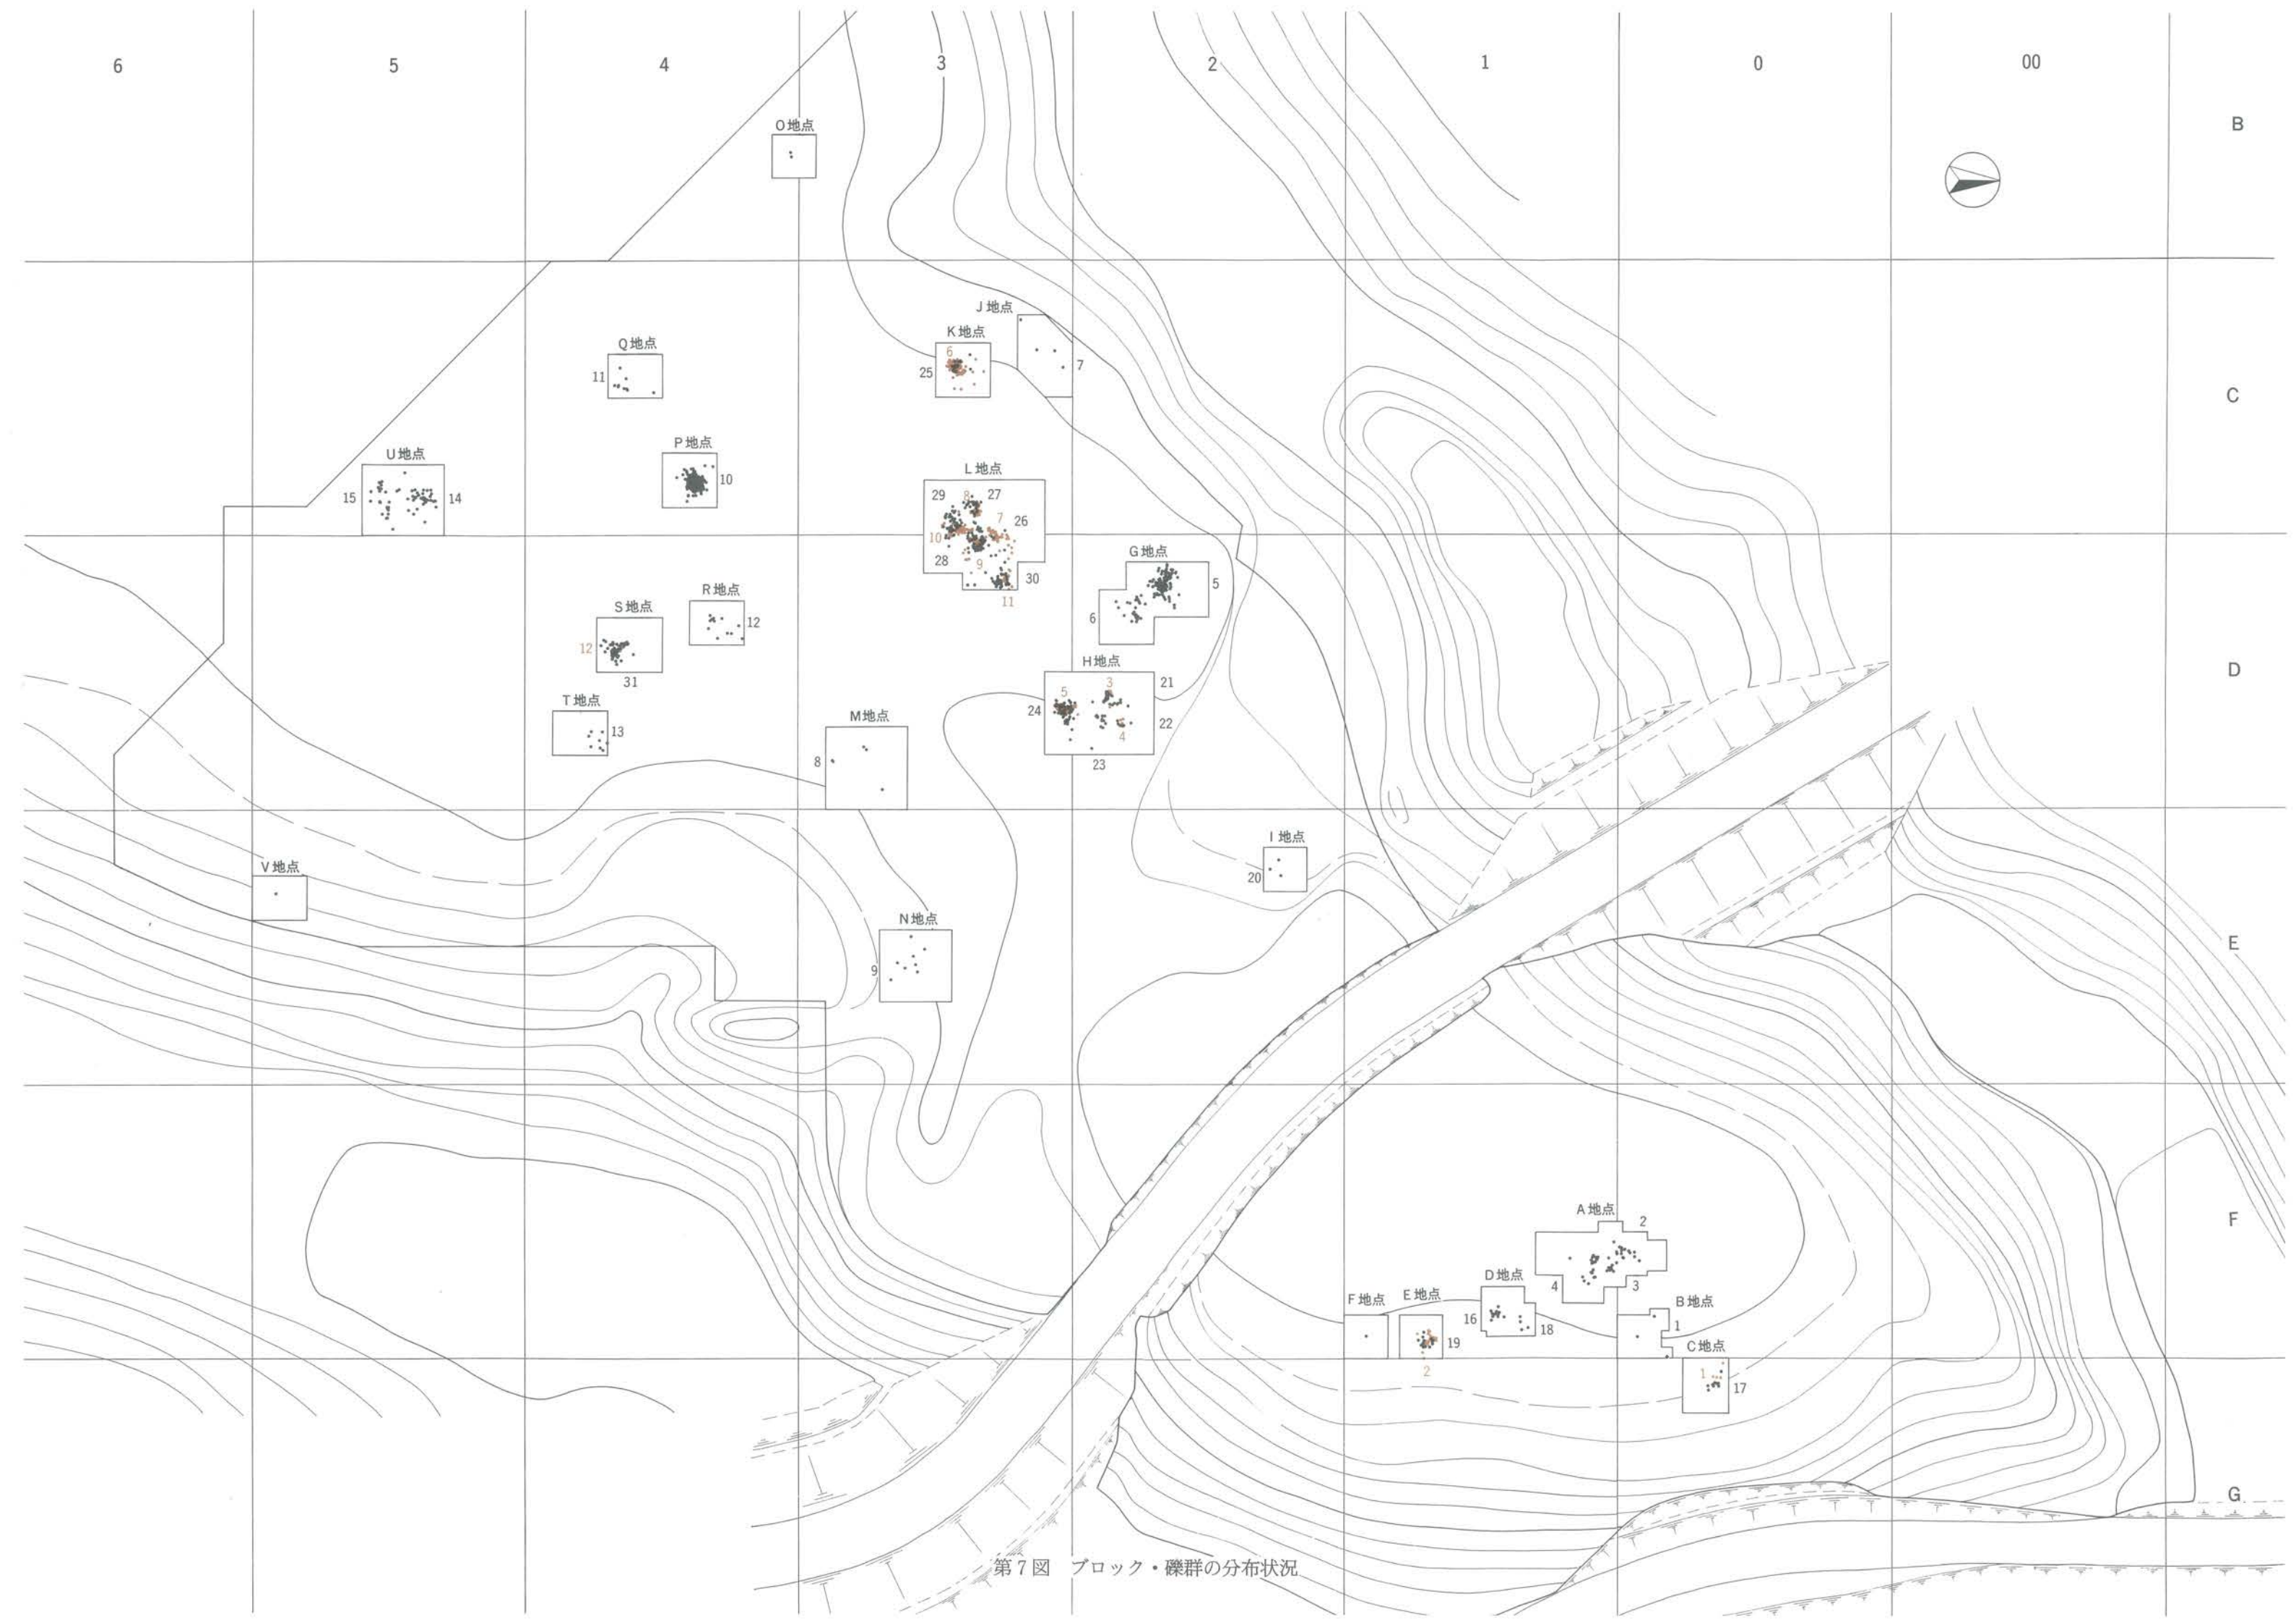 6 5 4 3 2 1 0 00
B
O地点
J地点
K地点
6
25
7
Q地点
11
C
P地点
10
U地点
15 14
L地点
29 8 27
7 26
10
28 9
30
11
G地点
5
6
R地点
12
S地点
12
31
H地点
21
3
5
24
22
4
23
D
T地点
13
M地点
8
I地点
20
V地点
N地点
9
E
A地点
2
F
4 3
D地点
16
18
E地点
F地点
19
2
B地点
1
C地点
1
17
G
第7図 ブロック・礫群の分布状況